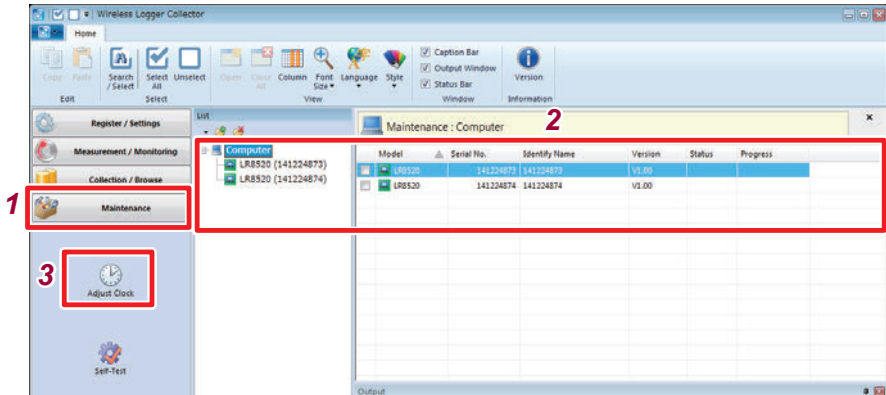 Wireless Logger Collector
Home
Copy Paste Search / Select Select All Unselect Open Close All Column Font Size Language Style
Caption Bar
Output Window
Status Bar
Version
Edit Select View Window Information
Register / Settings
Measurement / Monitoring
Collection / Browse
1 Maintenance
3 Adjust Clock
Self-Test
List
Computer
LR8520 (141224873)
LR8520 (141224874)
Maintenance : Computer 2
Model Serial No. Identify Name Version Status Progress
LR8520 141224873 141224873 V1.00
LR8520 141224874 141224874 V1.00
Output